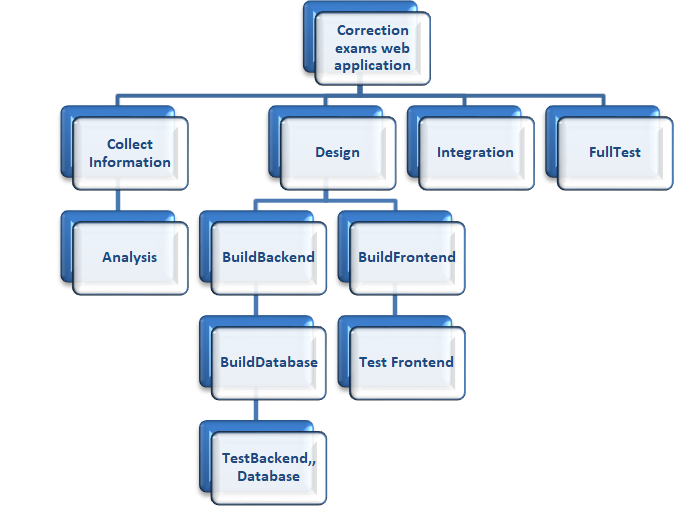 Correction
exams web
application
Collect
Information
Design
Integration
FullTest
Analysis
BuildBackend
BuildFrontend
BuildDatabase
Test Frontend
TestBackend,,
Database